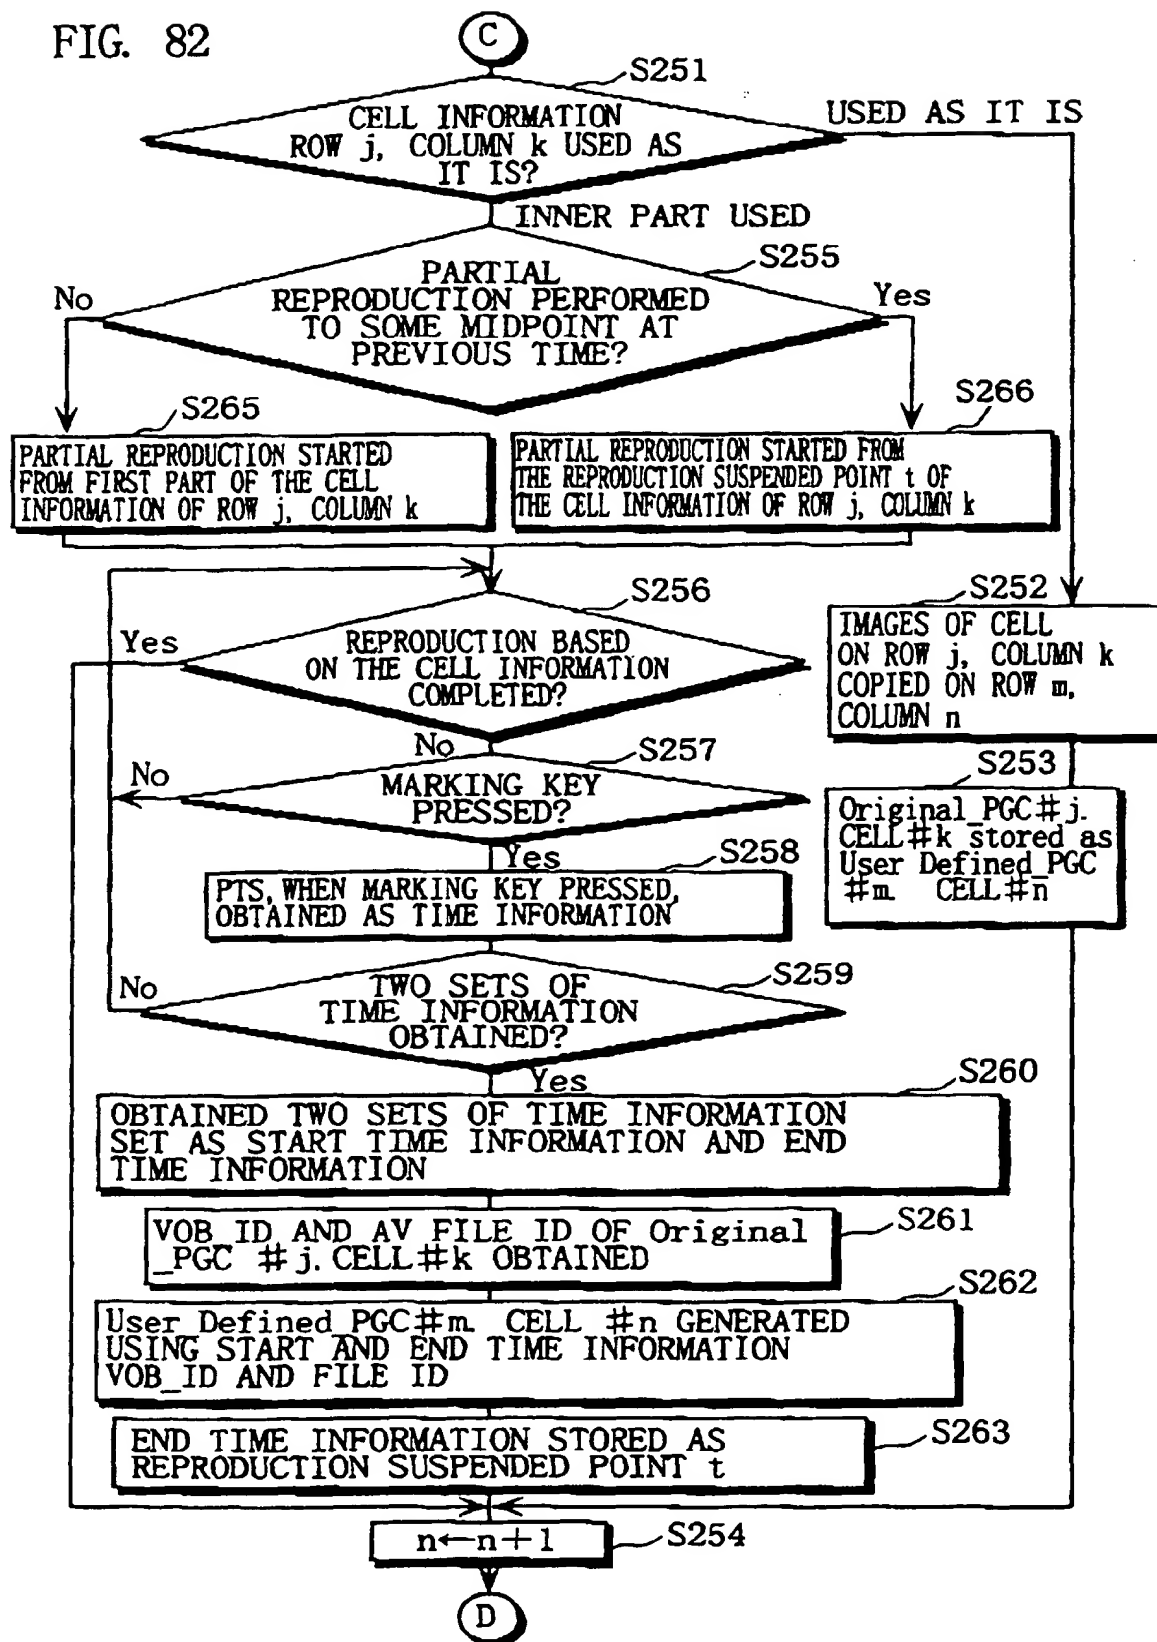 FIG. 82
C
S251
CELL INFORMATION
ROW j, COLUMN k USED AS
IT IS?
USED AS IT IS
INNER PART USED
S255
PARTIAL
REPRODUCTION PERFORMED
TO SOME MIDPOINT AT
PREVIOUS TIME?
No
Yes
S265
PARTIAL REPRODUCTION STARTED
FROM FIRST PART OF THE CELL
INFORMATION OF ROW j, COLUMN k
S266
PARTIAL REPRODUCTION STARTED FROM
THE REPRODUCTION SUSPENDED POINT t OF
THE CELL INFORMATION OF ROW j, COLUMN k
S256
Yes
REPRODUCTION BASED
ON THE CELL INFORMATION
COMPLETED?
No
S252
IMAGES OF CELL
ON ROW j, COLUMN k
COPIED ON ROW m,
COLUMN n
S257
No
MARKING KEY
PRESSED?
Yes
S253
Original_PGC#j.
CELL#k stored as
User Defined_PGC
#m. CELL#n
S258
PTS, WHEN MARKING KEY PRESSED,
OBTAINED AS TIME INFORMATION
S259
No
TWO SETS OF
TIME INFORMATION
OBTAINED?
Yes
S260
OBTAINED TWO SETS OF TIME INFORMATION
SET AS START TIME INFORMATION AND END
TIME INFORMATION
S261
VOB_ID AND AV FILE ID OF Original
_PGC #j. CELL#k OBTAINED
S262
User Defined_PGC#m. CELL #n GENERATED
USING START AND END TIME INFORMATION
VOB_ID AND FILE ID
S263
END TIME INFORMATION STORED AS
REPRODUCTION SUSPENDED POINT t
n←n+1
S254
D